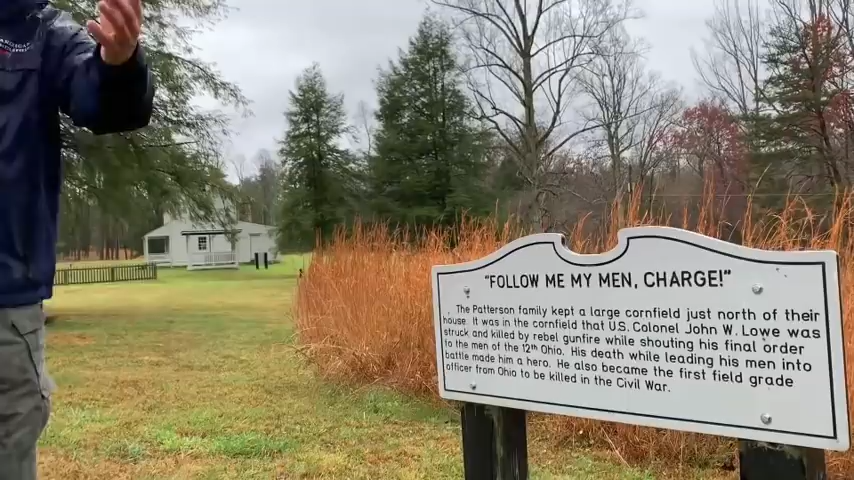 "FOLLOW ME MY MEN, CHARGE!"
The Patterson family kept a large cornfield just north of their
house. It was in the cornfield that U.S. Colonel John W. Lowe was
struck and killed by rebel gunfire while shouting his final order
to the men of the 12th Ohio. His death while leading his men into
battle made him a hero. He also became the first field grade
officer from Ohio to be killed in the Civil War.